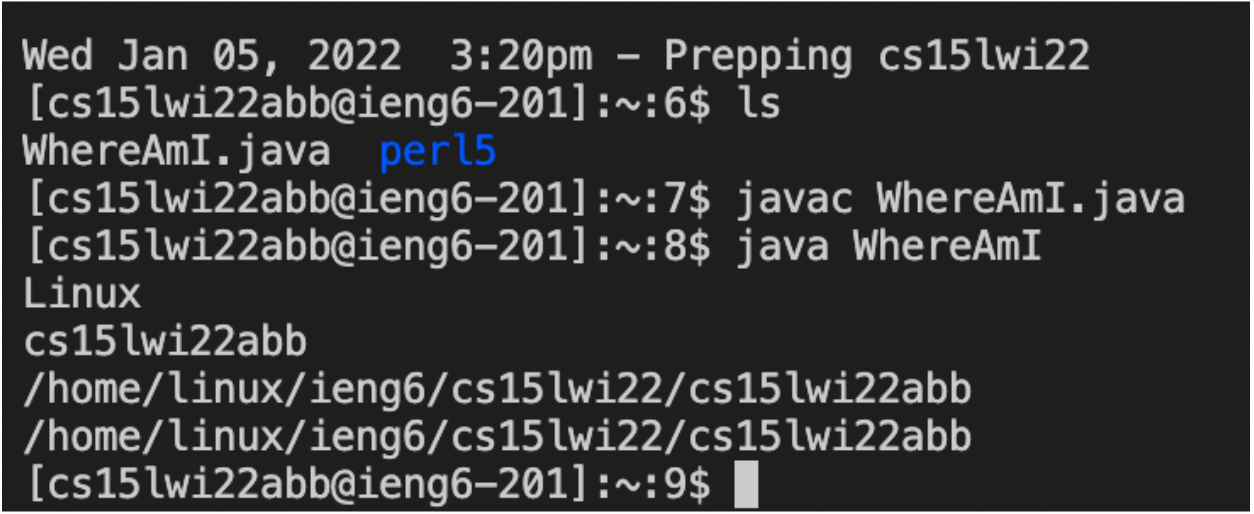 Wed Jan 05, 2022  3:20pm – Prepping cs15lwi22
[cs15lwi22abb@ieng6-201]:~:6$ ls
WhereAmI.java  perl5
[cs15lwi22abb@ieng6-201]:~:7$ javac WhereAmI.java
[cs15lwi22abb@ieng6-201]:~:8$ java WhereAmI
Linux
cs15lwi22abb
/home/linux/ieng6/cs15lwi22/cs15lwi22abb
/home/linux/ieng6/cs15lwi22/cs15lwi22abb
[cs15lwi22abb@ieng6-201]:~:9$